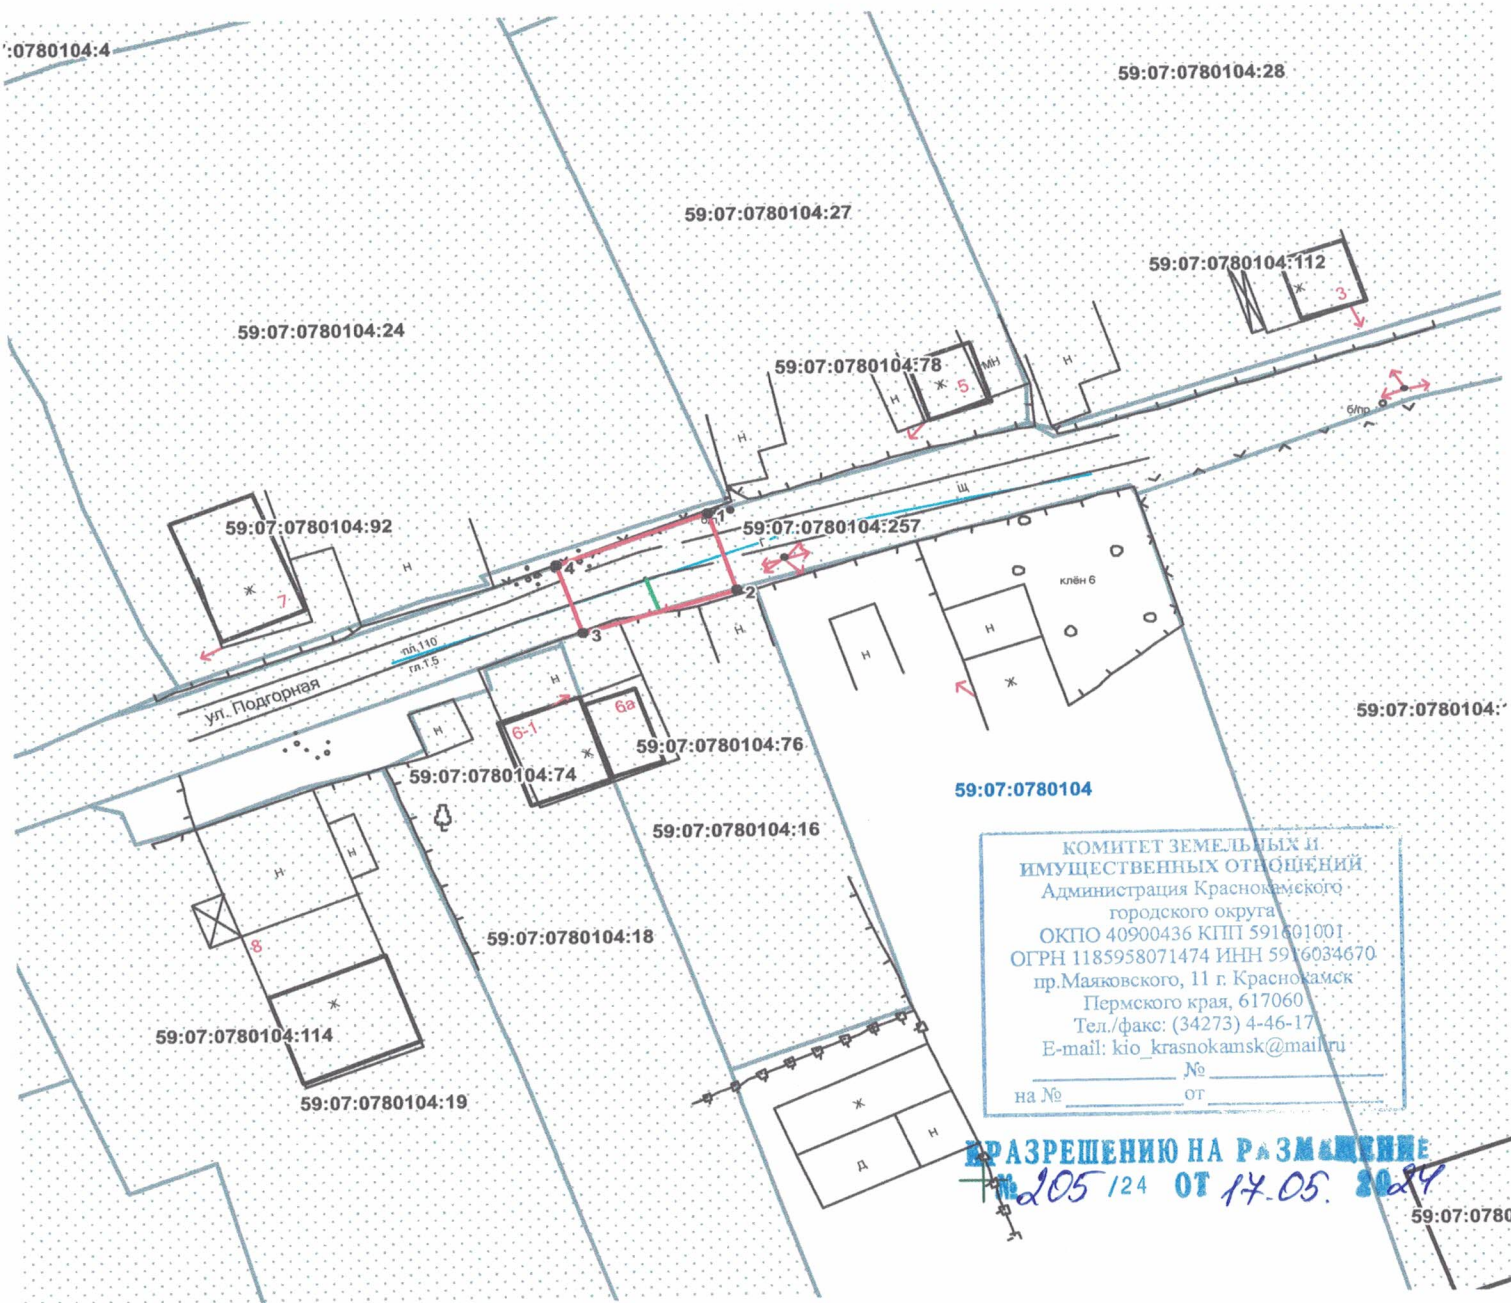 :0780104:4
59:07:0780104:28
59:07:0780104:27
59:07:0780104:112
Ж
3
59:07:0780104:24
59:07:0780104:78
Ж
5
МН
Н
Н
Н
б/пр
59:07:0780104:92
Ж
7
Н
1
59:07:0780104:257
Г
Щ
4
2
3
клён 6
Н
Ж
Н
Н
пл.110
гл.1.5
ул. Подгорная
Н
Н
6-1
6а
Ж
59:07:0780104:76
59:07:0780104:74
59:07:0780104:
59:07:0780104
59:07:0780104:16
Н
Н
8
Ж
59:07:0780104:18
59:07:0780104:114
59:07:0780104:19
Ж
Н
Д
КОМИТЕТ ЗЕМЕЛЬНЫХ И
ИМУЩЕСТВЕННЫХ ОТНОШЕНИЙ
Администрация Краснокамского
городского округа
ОКПО 40900436 КПП 591601001
ОГРН 1185958071474 ИНН 5916034670
пр.Маяковского, 11 г. Краснокамск
Пермского края, 617060
Тел./факс: (34273) 4-46-17
E-mail: kio_krasnokamsk@mail.ru
№
на № от
К РАЗРЕШЕНИЮ НА РАЗМЕЩЕНИЕ
№ 205 /24 ОТ 17.05. 2024
59:07:0780